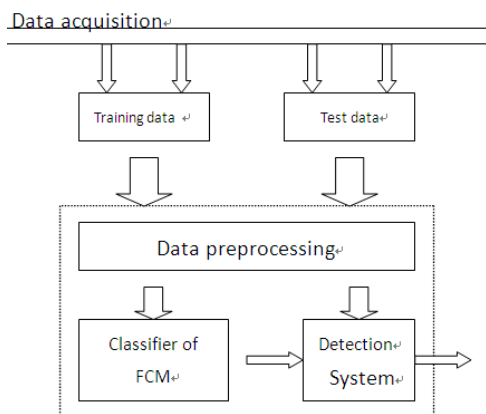 Data acquisition
Training data
Test data
Data preprocessing
Classifier of
FCM
Detection
System